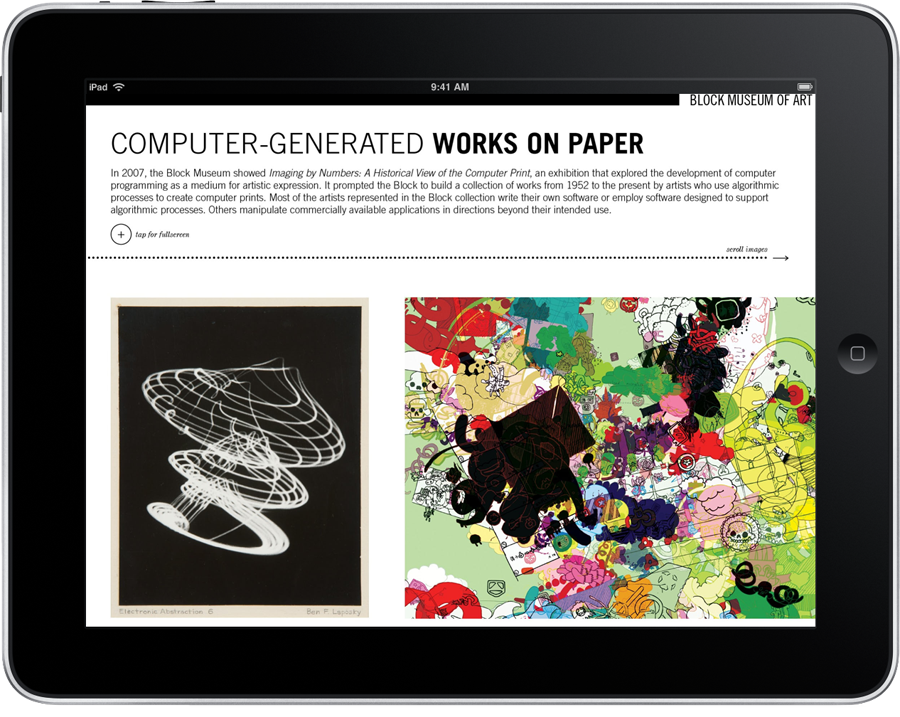 iPad
9:41 AM
BLOCK MUSEUM OF ART
COMPUTER-GENERATED WORKS ON PAPER
In 2007, the Block Museum showed Imaging by Numbers: A Historical View of the Computer Print, an exhibition that explored the development of computer
programming as a medium for artistic expression. It prompted the Block to build a collection of works from 1952 to the present by artists who use algorithmic
processes to create computer prints. Most of the artists represented in the Block collection write their own software or employ software designed to support
algorithmic processes. Others manipulate commercially available applications in directions beyond their intended use.
+ tap for fullscreen
scroll images
Electronic Abstraction 6
Ben F. Laposky